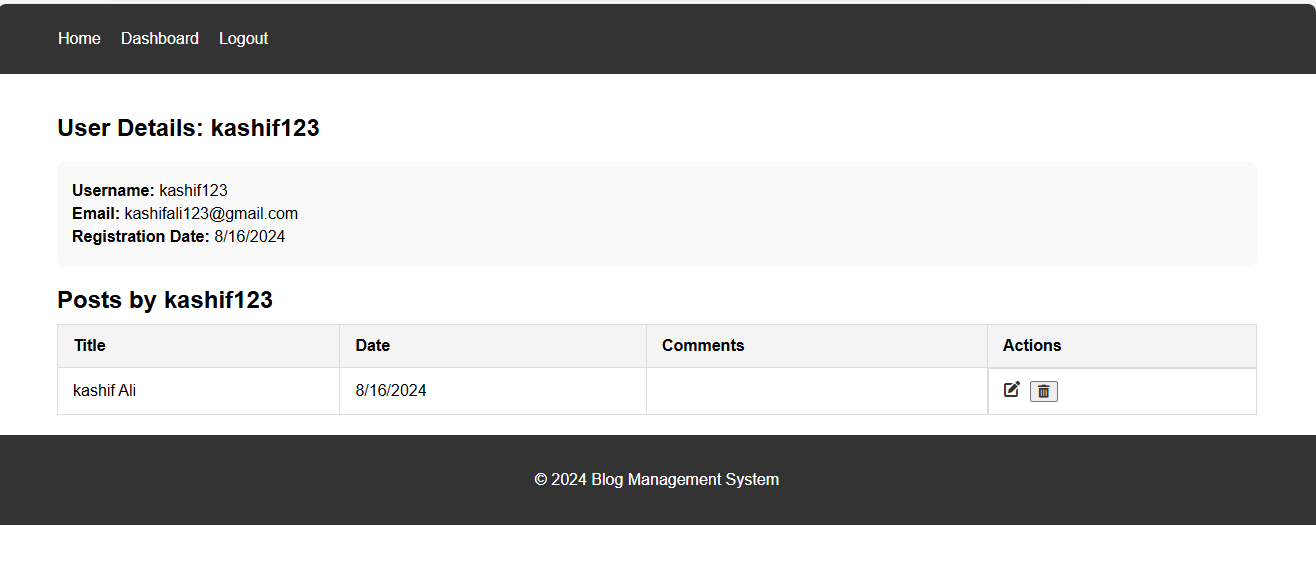 Home Dashboard Logout
User Details: kashif123
Username: kashif123
Email: kashifali123@gmail.com
Registration Date: 8/16/2024
Posts by kashif123
Title Date Comments Actions
kashif Ali 8/16/2024
© 2024 Blog Management System